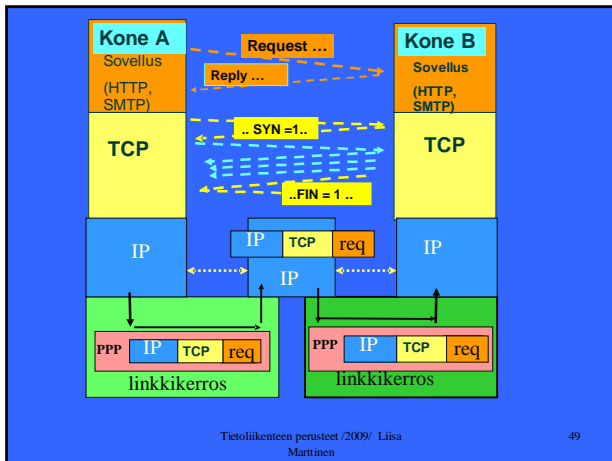 Kone A
Sovellus
(HTTP,
SMTP)
TCP
IP
Request …
Reply …
.. SYN =1..
..FIN = 1 ..
Kone B
Sovellus
(HTTP,
SMTP)
TCP
IP
IP TCP req
IP
PPP IP TCP req
linkkikerros
PPP IP TCP req
linkkikerros
Tietoliikenteen perusteet /2009/ Liisa
Marttinen
49